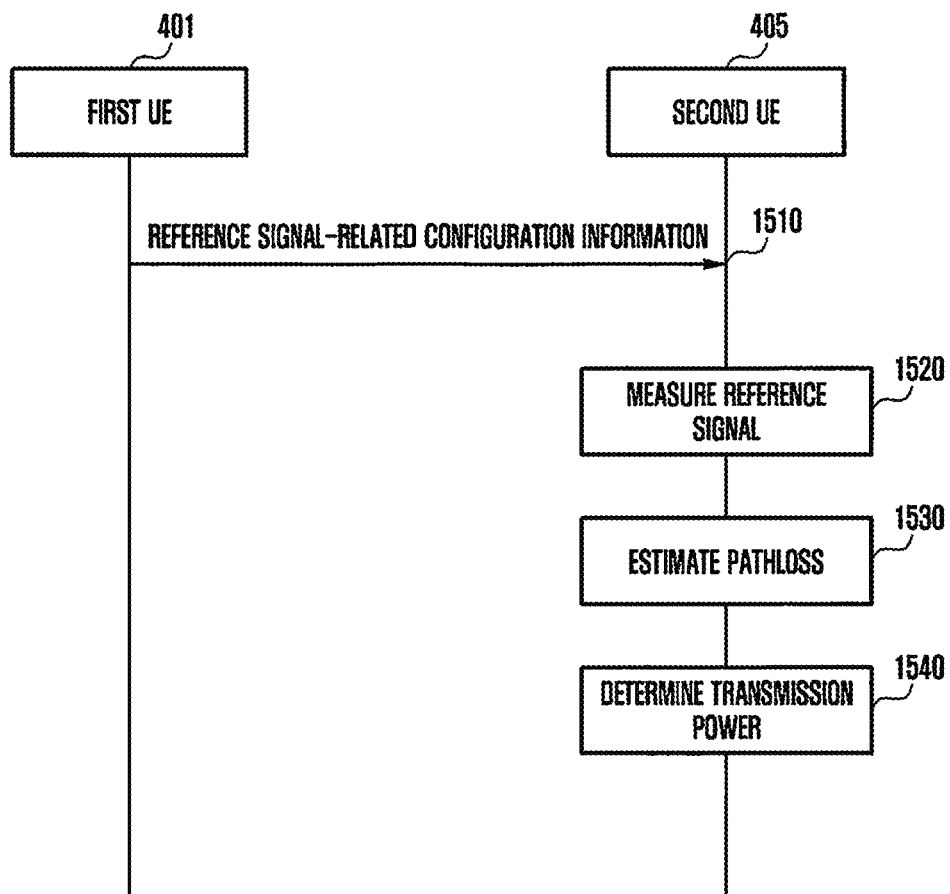 401
405
FIRST UE
SECOND UE
REFERENCE SIGNAL-RELATED CONFIGURATION INFORMATION
1510
1520
MEASURE REFERENCE
SIGNAL
1530
ESTIMATE PATHLOSS
1540
DETERMINE TRANSMISSION
POWER